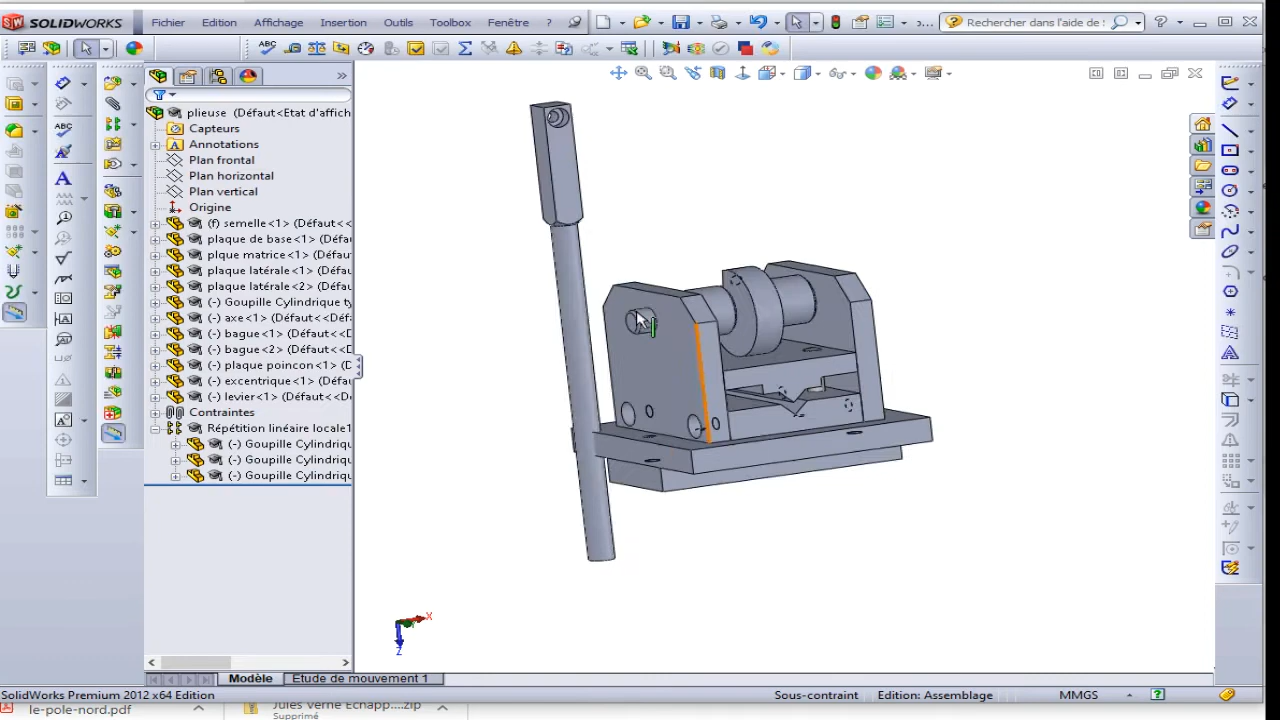 SOLIDWORKS Fichier Edition Affichage Insertion Outils Toolbox Fenêtre ? Rechercher dans l'aide de
plieuse (Défaut<Etat d'affich
Capteurs
Annotations
Plan frontal
Plan horizontal
Plan vertical
Origine
(f) semelle<1> (Défaut<<
plaque de base<1> (Défa
plque matrice<1> (Défaut
plaque latérale<1> (Défau
plaque latérale<2> (Défau
(-) Goupille Cylindrique ty
(-) axe<1> (Défaut<<Défa
(-) bague<1> (Défaut<<D
(-) bague<2> (Défaut<<D
(-) plaque poincon<1> (D
(-) excentrique<1> (Défa
(-) levier<1> (Défaut<<D
Contraintes
Répétition linéaire locale1
(-) Goupille Cylindriqu
(-) Goupille Cylindriqu
(-) Goupille Cylindriqu
X
Z
Modèle Etude de mouvement 1
SolidWorks Premium 2012 x64 Edition Sous-contraint Edition: Assemblage MMGS
le-pole-nord.pdf Jules Verne Echapp....zip
Supprimé